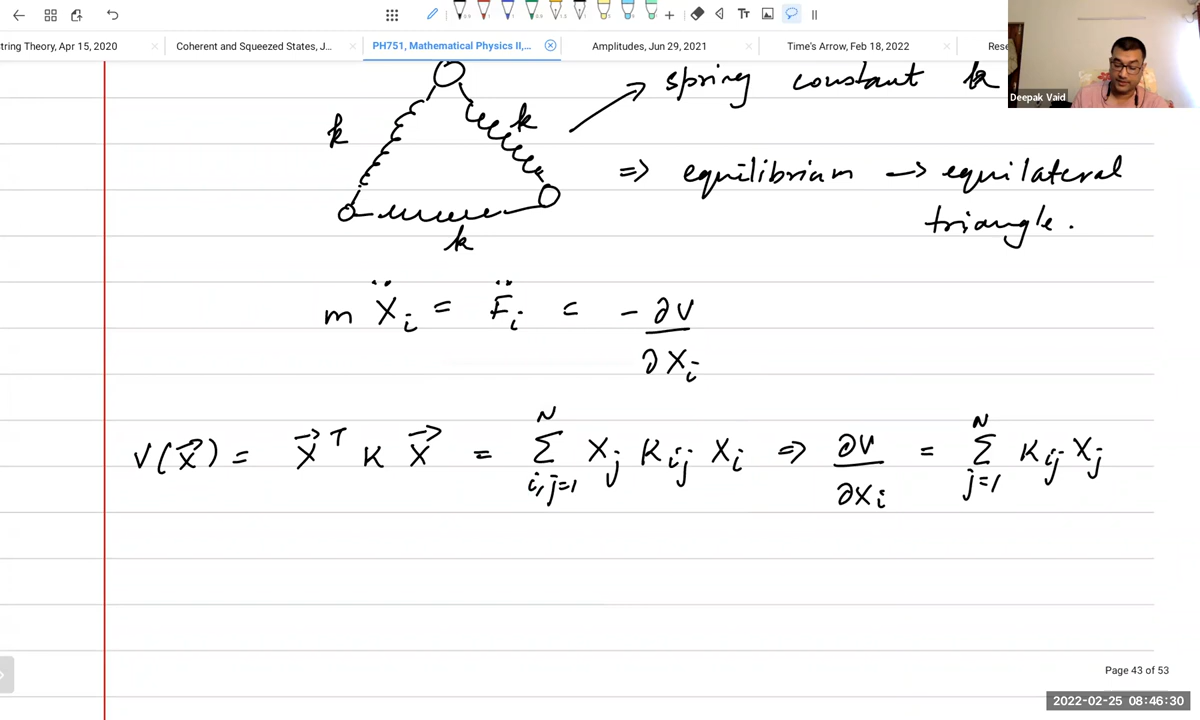 tring Theory, Apr 15, 2020 × Coherent and Squeezed States, J... × PH751, Mathematical Physics II,... Amplitudes, Jun 29, 2021 × Time's Arrow, Feb 18, 2022 × Rese
Deepak Vaid
→ spring constant k
k k
⇒ equilibrium → equilateral
triangle.
k
m Ẍ_i = F̈_i = - ∂V / ∂X_i
V(X⃗) = X⃗^T K X⃗ = Σ_{i,j=1}^{N} X_j K_ij X_i ⇒ ∂V/∂X_i = Σ_{j=1}^{N} K_ij X_j
Page 43 of 53
2022-02-25 08:46:30